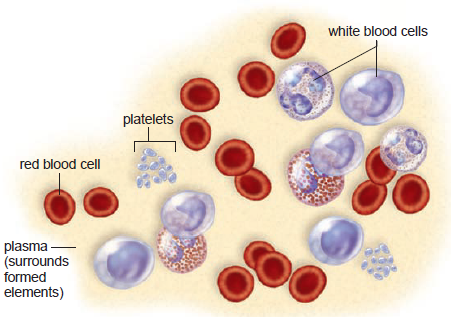 white blood cells
platelets
red blood cell
plasma
(surrounds
formed
elements)